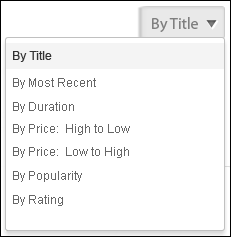 By Title
By Title
By Most Recent
By Duration
By Price:  High to Low
By Price:  Low to High
By Popularity
By Rating